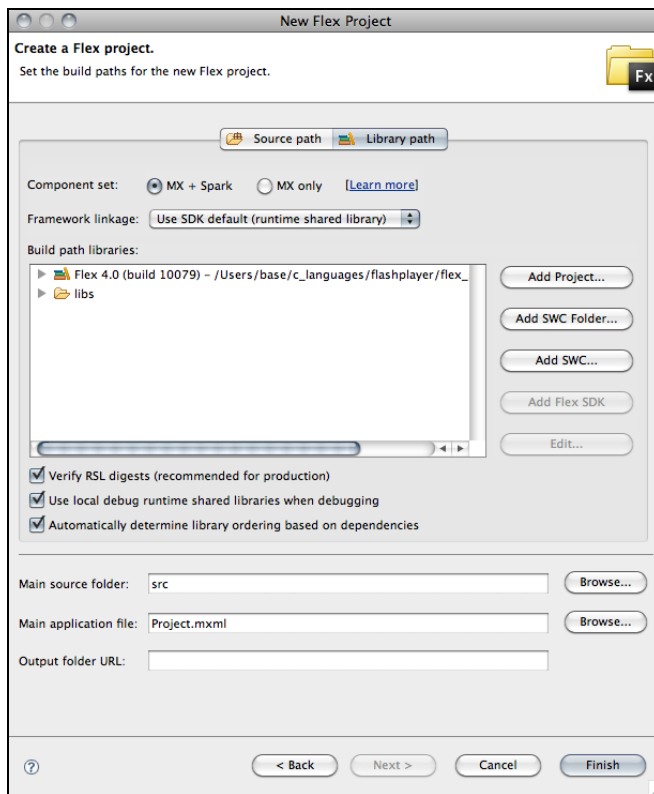 New Flex Project
Create a Flex project.
Set the build paths for the new Flex project.
Fx
Source path Library path
Component set: MX + Spark MX only [Learn more]
Framework linkage: Use SDK default (runtime shared library)
Build path libraries:
Flex 4.0 (build 10079) – /Users/base/c_languages/flashplayer/flex_
libs
Add Project...
Add SWC Folder...
Add SWC...
Add Flex SDK
Edit...
Verify RSL digests (recommended for production)
Use local debug runtime shared libraries when debugging
Automatically determine library ordering based on dependencies
Main source folder: src Browse...
Main application file: Project.mxml Browse...
Output folder URL:
? < Back Next > Cancel Finish